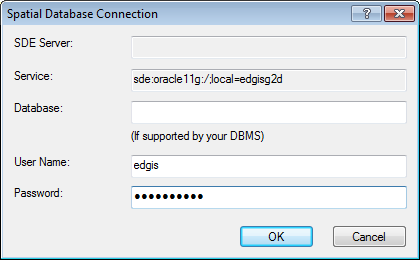 Spatial Database Connection
SDE Server:
Service: sde:oracle11g:/;local=edgisg2d
Database:
(If supported by your DBMS)
User Name: edgis
Password: ●●●●●●●●●●
OK Cancel